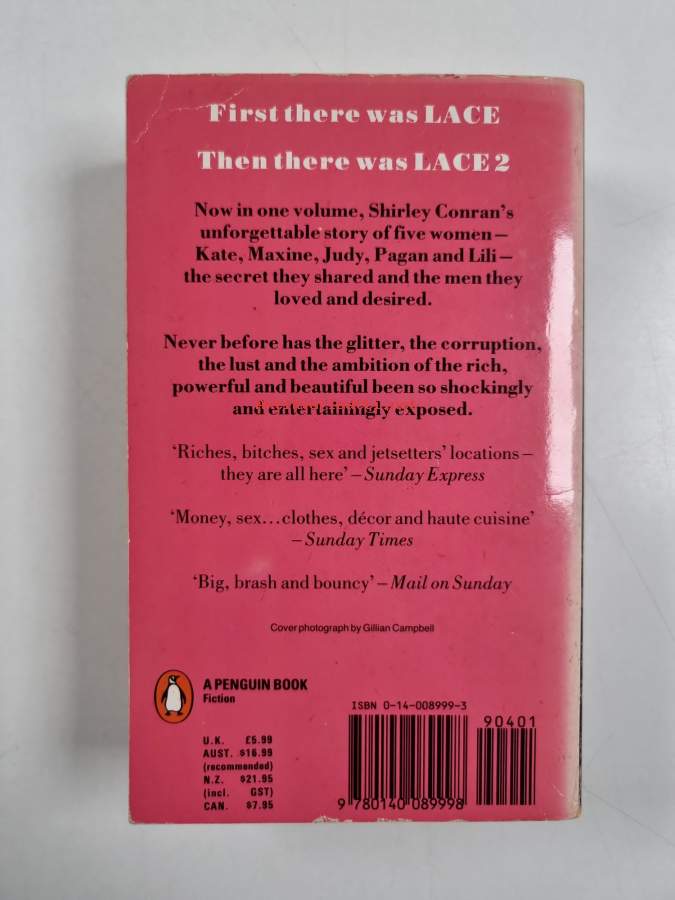 First there was LACE
Then there was LACE 2
Now in one volume, Shirley Conran's
unforgettable story of five women –
Kate, Maxine, Judy, Pagan and Lili –
the secret they shared and the men they
loved and desired.
Never before has the glitter, the corruption,
the lust and the ambition of the rich,
powerful and beautiful been so shockingly
and entertainingly exposed.
‘Riches, bitches, sex and jetsetters’ locations –
they are all here’ – Sunday Express
‘Money, sex...clothes, décor and haute cuisine’
– Sunday Times
‘Big, brash and bouncy’ – Mail on Sunday
Cover photograph by Gillian Campbell
A PENGUIN BOOK
Fiction
U.K. £5.99
AUST. $16.99
(recommended)
N.Z. $21.95
(incl. GST)
CAN. $7.95
ISBN 0-14-008999-3
90401
9 780140 089998